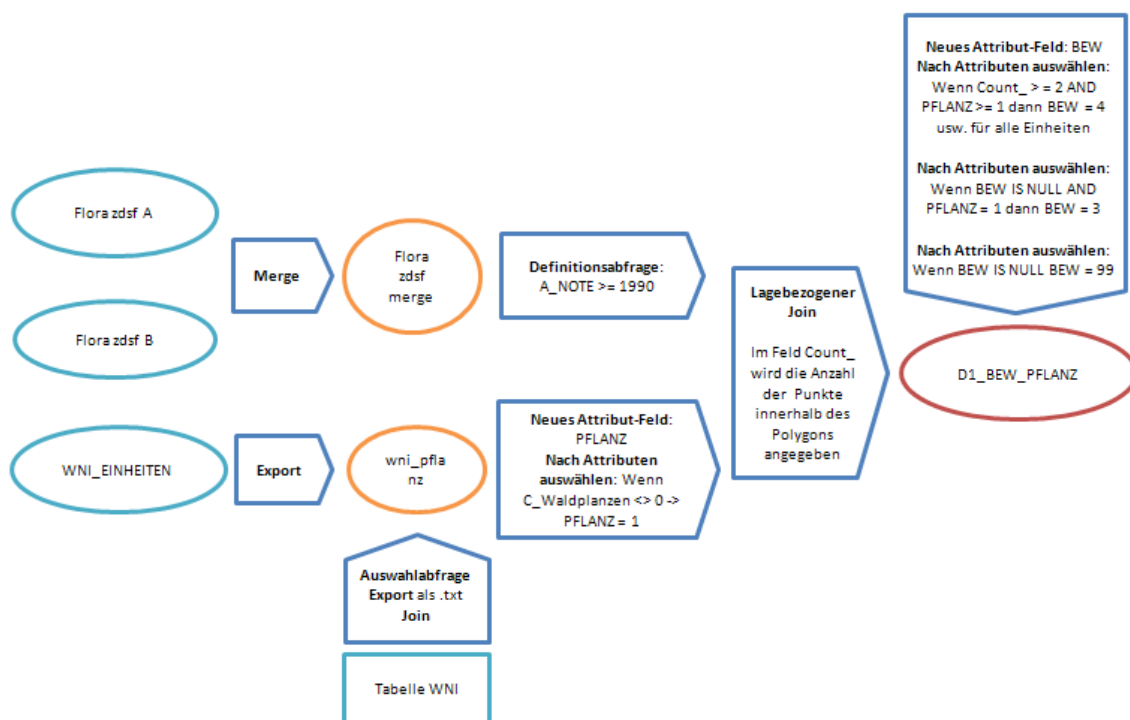 Neues Attribut-Feld: BEW
Nach Attributen auswählen:
Wenn Count_ > = 2 AND
PFLANZ >= 1 dann BEW = 4
usw. für alle Einheiten
Nach Attributen auswählen:
Wenn BEW IS NULL AND
PFLANZ = 1 dann BEW = 3
Nach Attributen auswählen:
Wenn BEW IS NULL BEW = 99
Flora zdsf A
Merge
Flora
zdsf
merge
Definitionsabfrage:
A_NOTE >= 1990
Flora zdsf B
Lagebezogener
Join
Im Feld Count_
wird die Anzahl
der Punkte
innerhalb des
Polygons
angegeben
D1_BEW_PFLANZ
WNI_EINHEITEN
Export
wni_pfla
nz
Neues Attribut-Feld:
PFLANZ
Nach Attributen
auswählen: Wenn
C_Waldplanzen <> 0 ->
PFLANZ = 1
Auswahlabfrage
Export als .txt
Join
Tabelle WNI